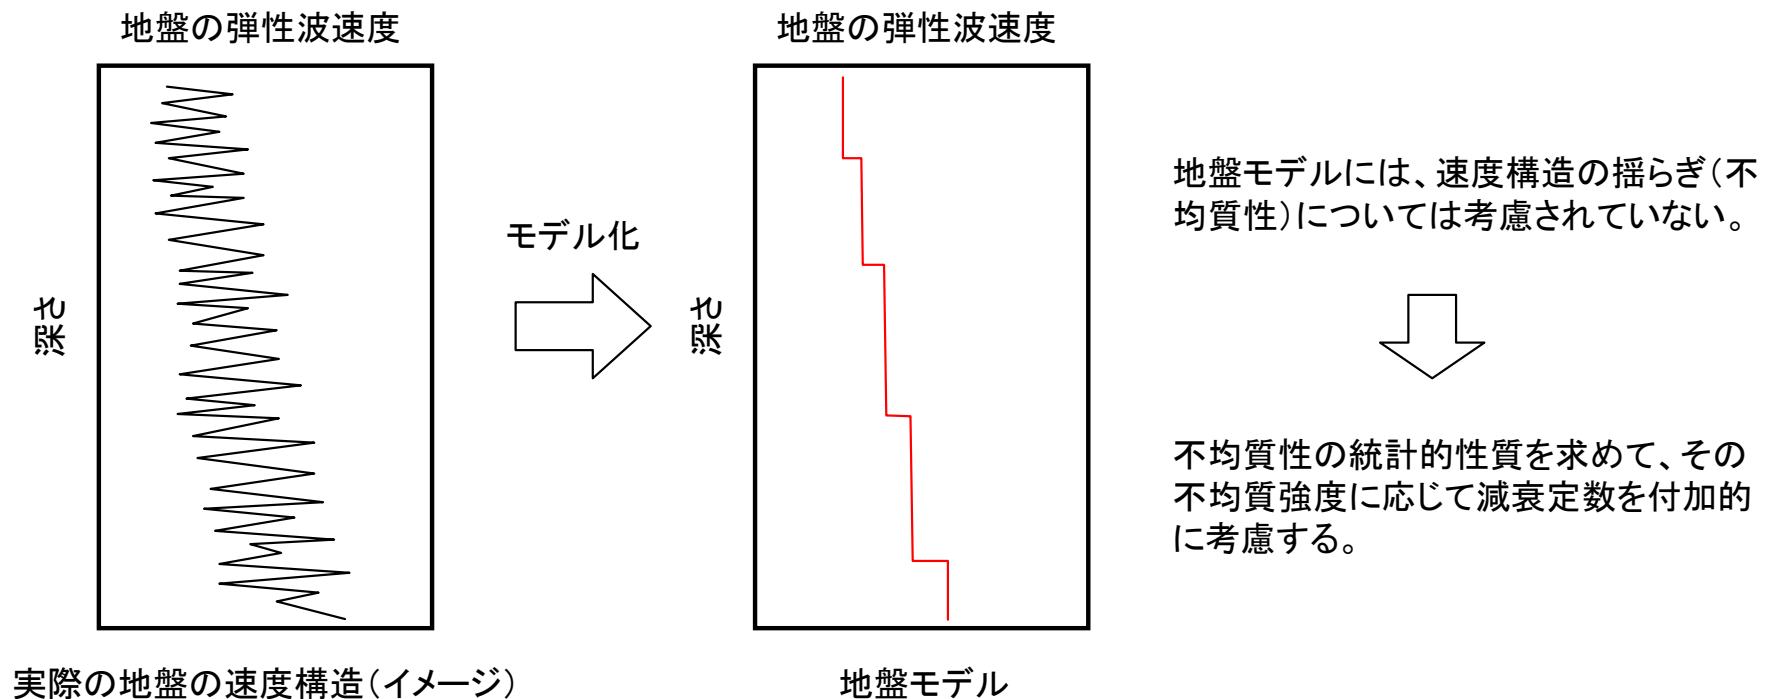 地盤の弾性波速度
深さ
実際の地盤の速度構造(イメージ)
モデル化
地盤の弾性波速度
深さ
地盤モデル
地盤モデルには、速度構造の揺らぎ(不
均質性)については考慮されていない。
不均質性の統計的性質を求めて、その
不均質強度に応じて減衰定数を付加的
に考慮する。